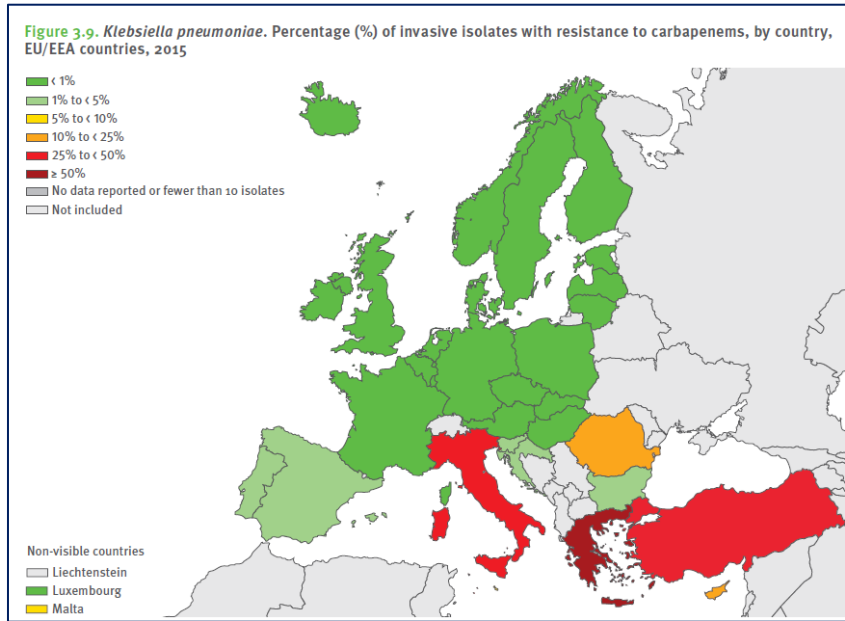 Figure 3.9. Klebsiella pneumoniae. Percentage (%) of invasive isolates with resistance to carbapenems, by country,
EU/EEA countries, 2015
< 1%
1% to < 5%
5% to < 10%
10% to < 25%
25% to < 50%
≥ 50%
No data reported or fewer than 10 isolates
Not included
Non-visible countries
Liechtenstein
Luxembourg
Malta